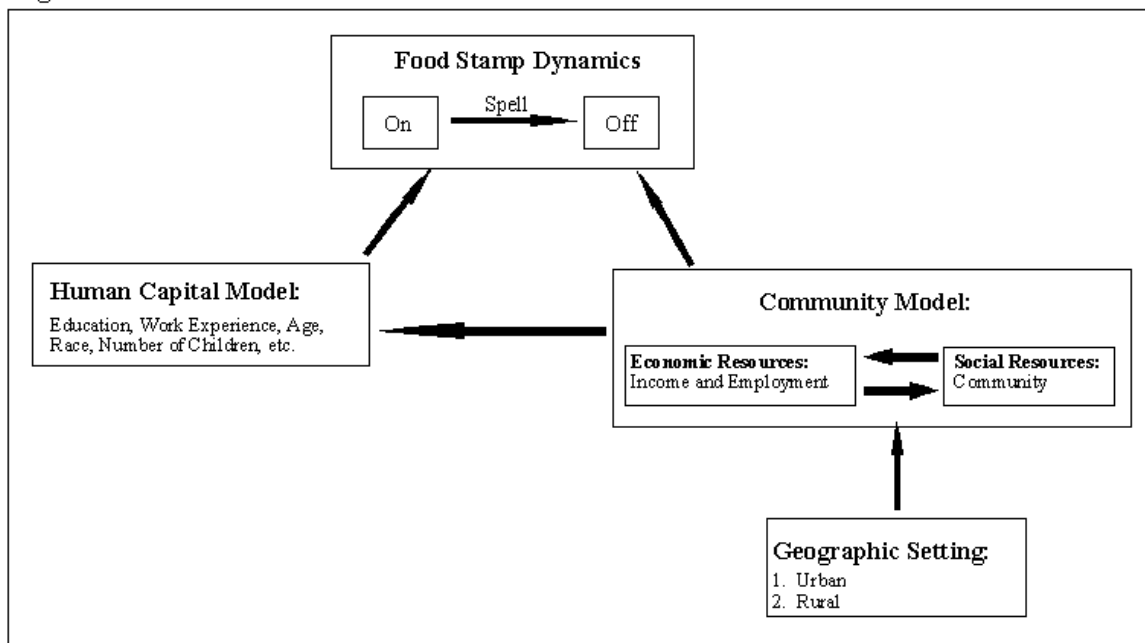 Food Stamp Dynamics
On
Spell
Off
Human Capital Model:
Education, Work Experience, Age,
Race, Number of Children, etc.
Community Model:
Economic Resources:
Income and Employment
Social Resources:
Community
Geographic Setting:
1. Urban
2. Rural